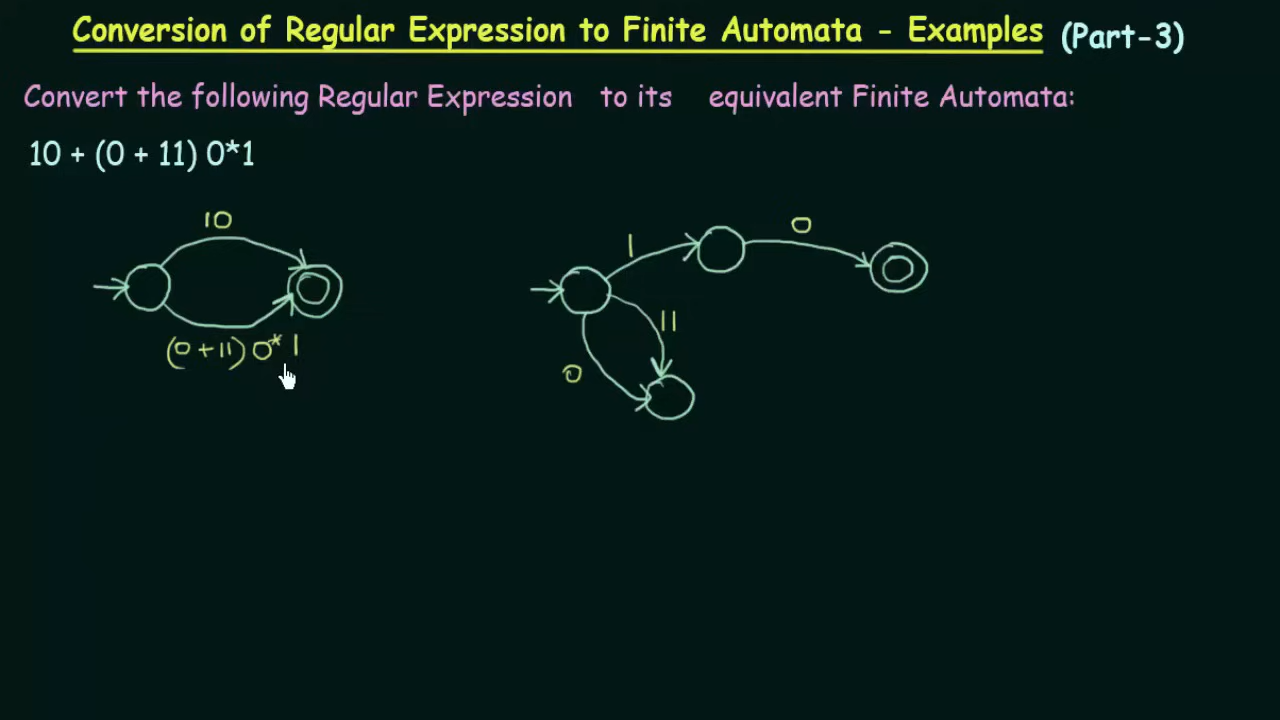 Conversion of Regular Expression to Finite Automata - Examples (Part-3)
Convert the following Regular Expression to its equivalent Finite Automata:
10 + (0 + 11) 0*1
10
(0 + 11) 0* 1
1
0
11
0